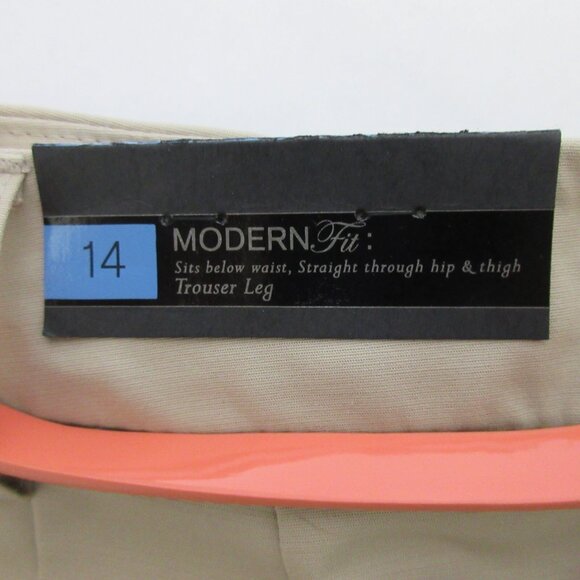 14
MODERN Fit:
Sits below waist, Straight through hip & thigh
Trouser Leg